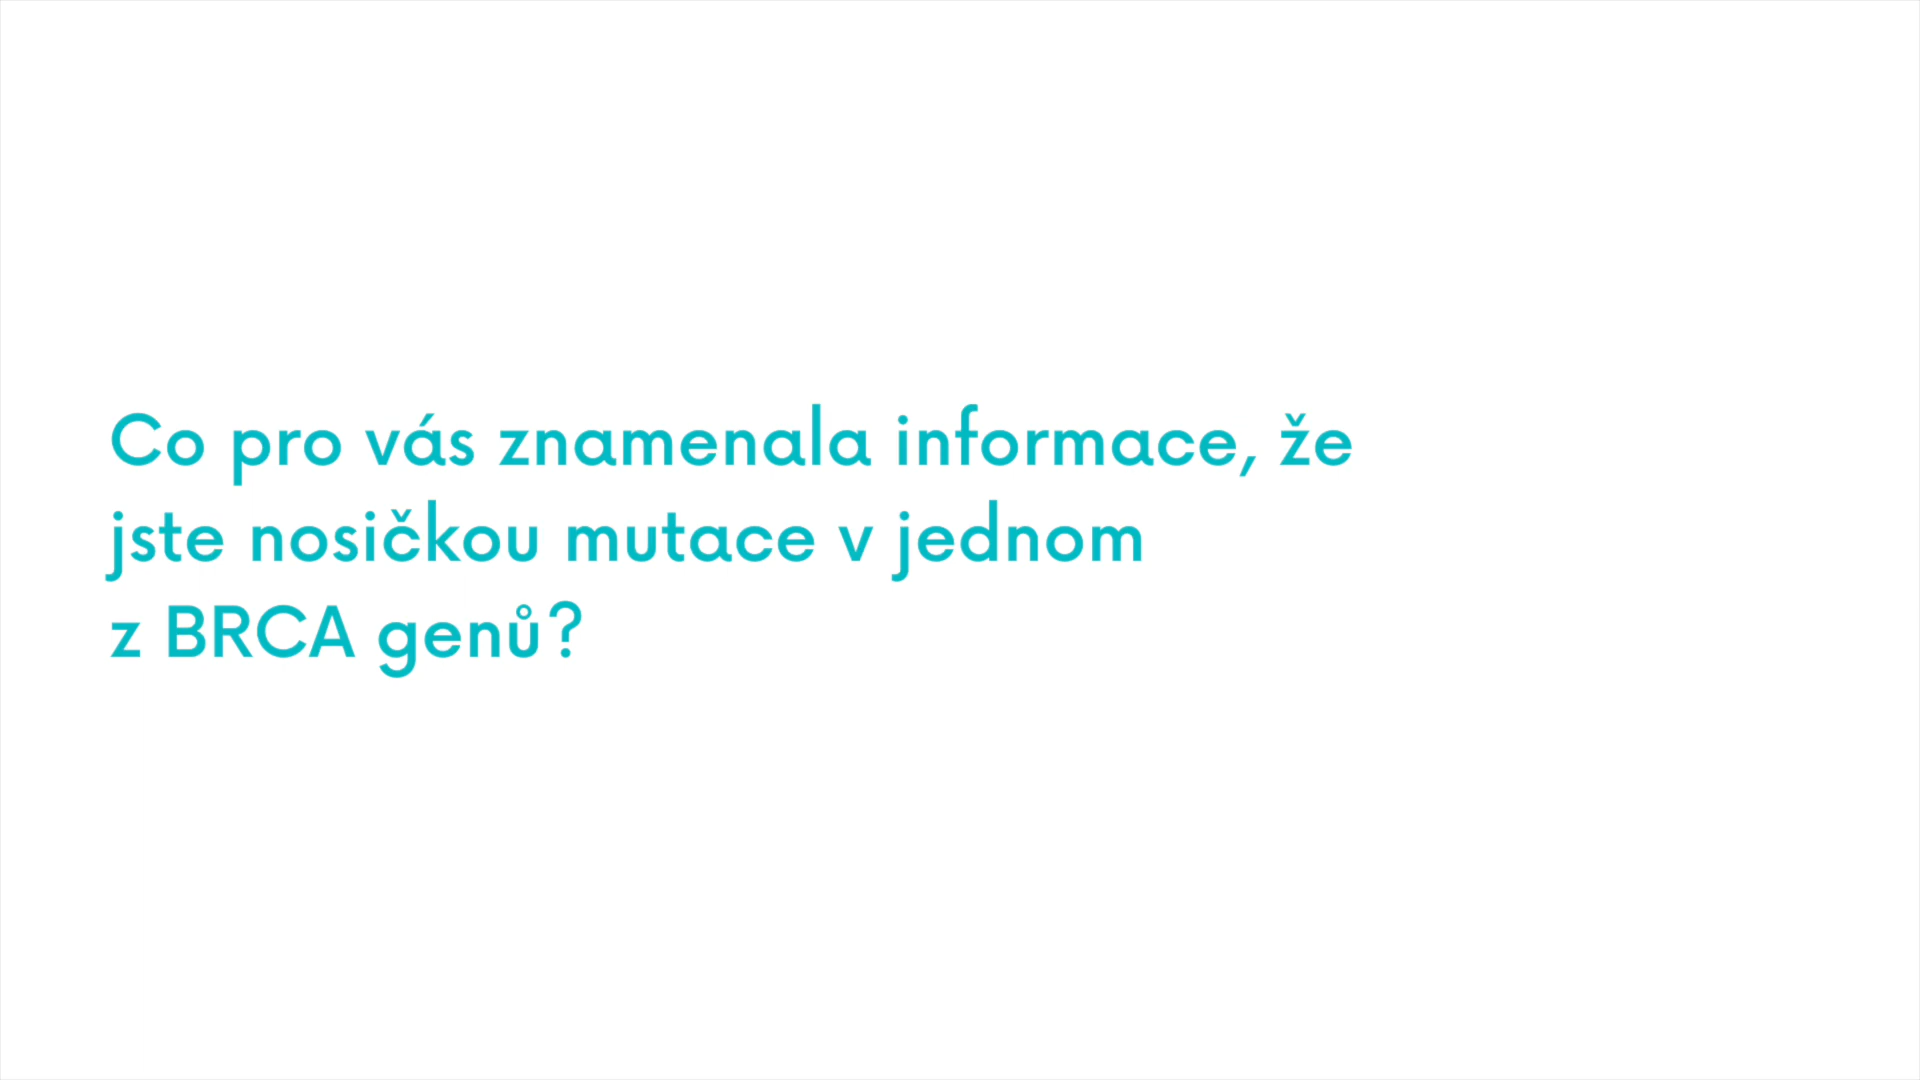 Co pro vás znamenala informace, že
jste nosičkou mutace v jednom
z BRCA genů?